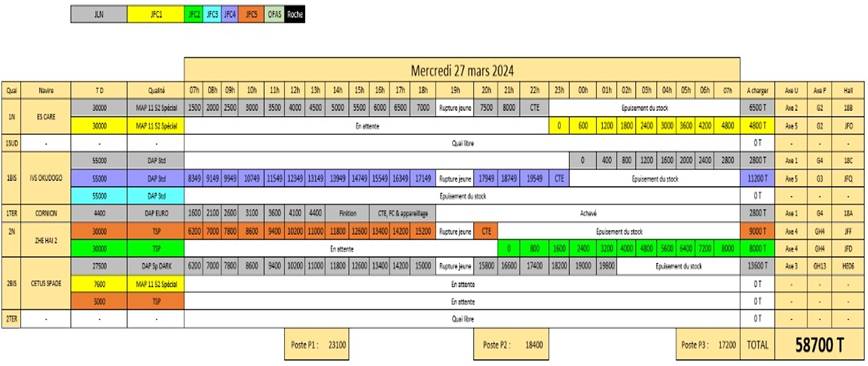 JLN JFC1 JFC2 JFC3 JFC4 JFC5 OFAS Roche
Mercredi 27 mars 2024
Quai Navire T D Qualité 07h 08h 09h 10h 11h 12h 13h 14h 15h 16h 17h 18h 19h 20h 21h 22h 23h 00h 01h 02h 03h 04h 05h 06h 07h A charger Axe U Axe P Hall
1N ES CARE 30000 MAP 11 52 Spécial 1500 2000 2500 3000 3500 4000 4500 5000 5500 6000 6500 7000 Rupture jeune 7500 8000 CTE Epuisement du stock 6500 T Axe 2 G2 18B
30000 MAP 11 52 Spécial En attente 0 600 1200 1800 2400 3000 3600 4200 4800 4800 T Axe 5 G2 JFO
1SUD - - - Quai libre 0 T - - -
1BIS IVS OKUDOGO 55000 DAP Std 0 400 800 1200 1600 2000 2400 2800 2800 T Axe 1 G4 18C
55000 DAP Std 8349 9149 9949 10749 11549 12349 13149 13949 14749 15549 16349 17149 Rupture jeune 17949 18749 19549 CTE Epuisement du stock 11200 T Axe 5 G3 JFQ
55000 DAP Std Epuisement du stock 0 T - - -
1TER CORNION 4400 DAP EURO 1600 2100 2600 3100 3600 4100 4400 Finition CTE, PC & appareillage Achevé 2800 T Axe 1 G4 18A
2N ZHE HAI 2 30000 TSP 6200 7000 7800 8600 9400 10200 11000 11800 12600 13400 14200 15200 Rupture jeune CTE Epuisement du stock 9000 T Axe 4 GH4 JFF
30000 TSP En attente 0 800 1600 2400 3200 4000 4800 5600 6400 7200 8000 8000 T Axe 4 GH4 JFD
2BIS CETUS SPADE 27500 DAP Sp DARK 6200 7000 7800 8600 9400 10200 11000 11800 12600 13400 14200 15000 Rupture jeune 15800 16600 17400 18200 19000 19800 Epuisement du stock 13600 T Axe 3 GH13 HE06
7600 MAP 11 52 Spécial En attente 0 T - - -
5000 TSP En attente 0 T - - -
2TER - - - Quai libre 0 T - - -
Poste P1 : 23100 Poste P2 : 18400 Poste P3 : 17200 TOTAL 58700 T